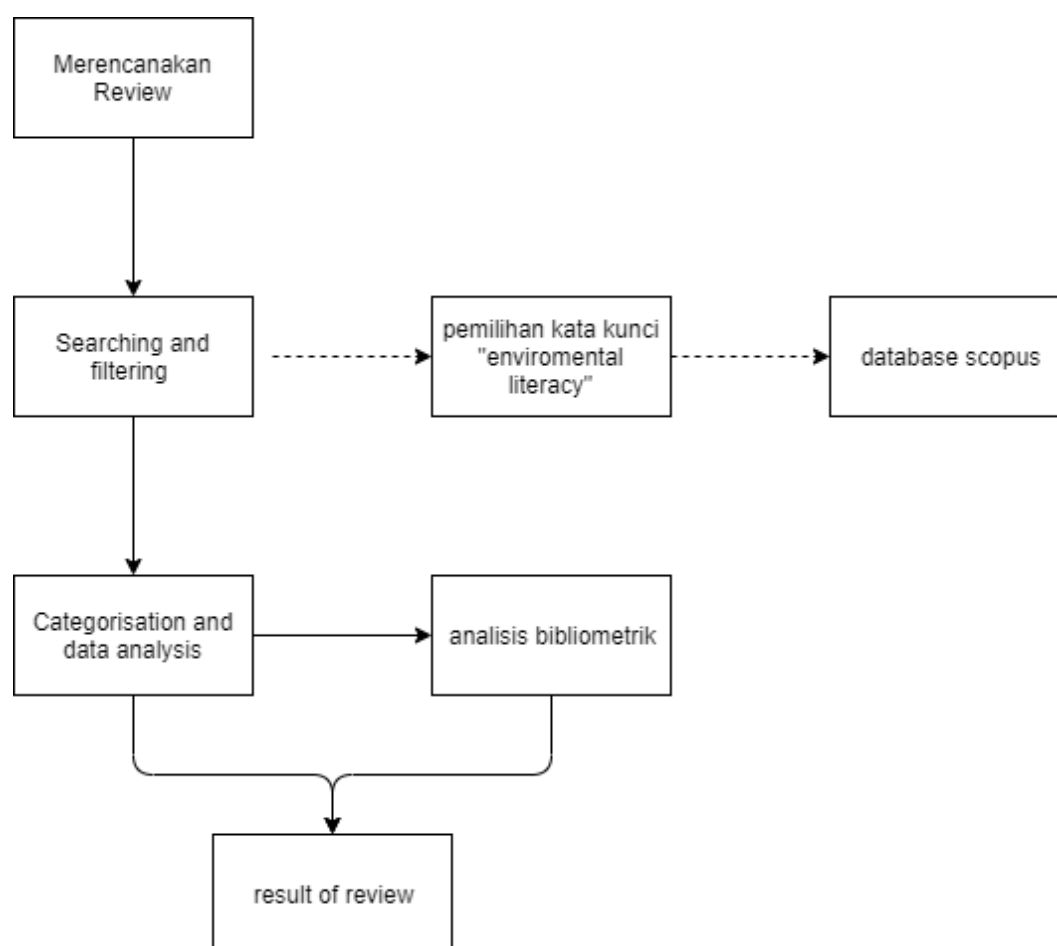 Merencanakan
Review
Searching and
filtering
pemilihan kata kunci
"enviromental
literacy"
database scopus
Categorisation and
data analysis
analisis bibliometrik
result of review